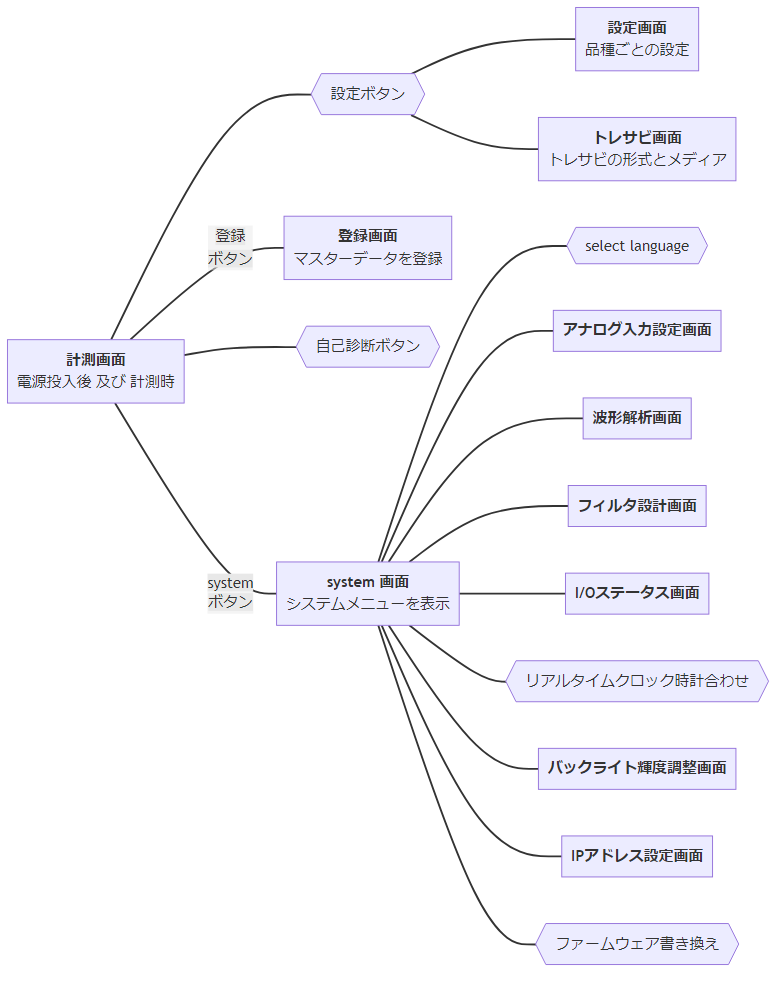 設定画面
品種ごとの設定
設定ボタン
トレサビ画面
トレサビの形式とメディア
登録
ボタン
登録画面
マスターデータを登録
select language
アナログ入力設定画面
自己診断ボタン
計測画面
電源投入後 及び 計測時
波形解析画面
フィルタ設計画面
system
ボタン
system 画面
システムメニューを表示
I/Oステータス画面
リアルタイムクロック時計合わせ
バックライト輝度調整画面
IPアドレス設定画面
ファームウェア書き換え